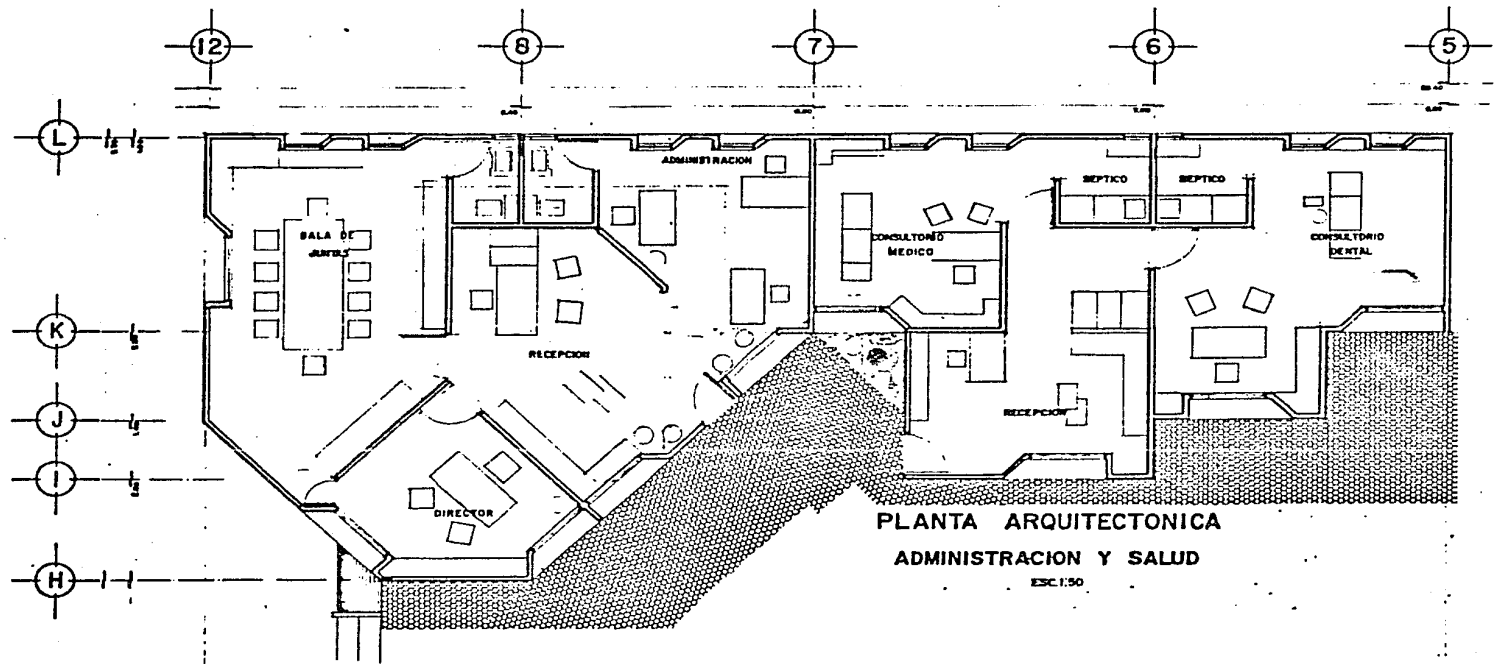 12 8 7 6 5
L
ADMINISTRACION
SEPTICO SEPTICO
SALA DE
JUNTAS
CONSULTORIO
MEDICO
CONSULTORIO
DENTAL
K
RECEPCION
J
RECEPCION
I
DIRECTOR
PLANTA ARQUITECTONICA
ADMINISTRACION Y SALUD
H
ESC.1:50